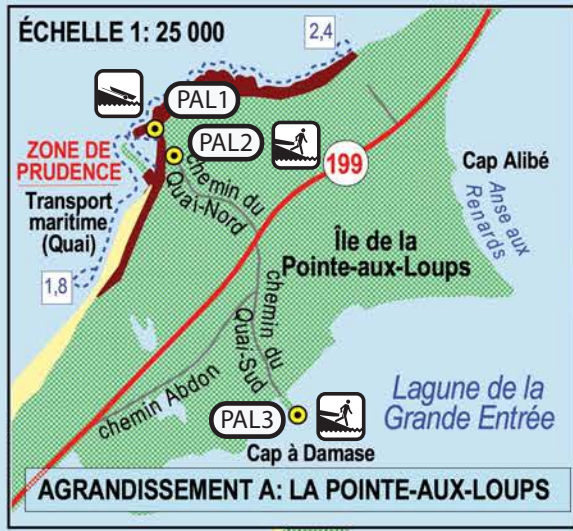 ÉCHELLE 1: 25 000
2,4
PAL1
PAL2
ZONE DE
PRUDENCE
199
Cap Alibé
chemin du
Quai-Nord
Transport
maritime
(Quai)
Anse aux
Renards
Île de la
Pointe-aux-Loups
1,8
chemin du
Quai-Sud
chemin Abdon
Lagune de la
Grande Entrée
PAL3
Cap à Damase
AGRANDISSEMENT A: LA POINTE-AUX-LOUPS